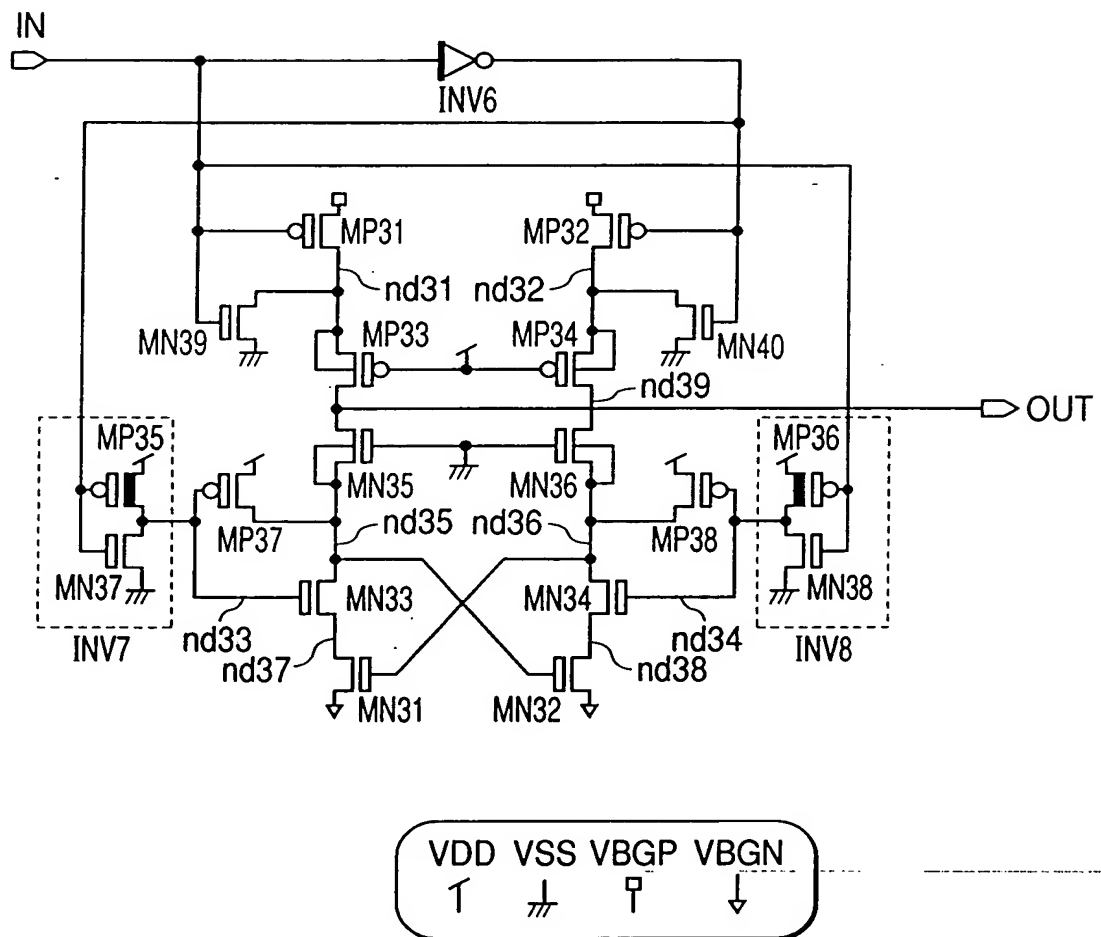 IN
INV6
MP31
MP32
nd31
nd32
MN39
MP33
MP34
MN40
nd39
OUT
MP35
MP36
MN35
MN36
MP37
nd35
nd36
MP38
MN37
MN33
MN34
MN38
INV7
nd33
nd34
INV8
nd37
nd38
MN31
MN32
VDD VSS VBGP VBGN